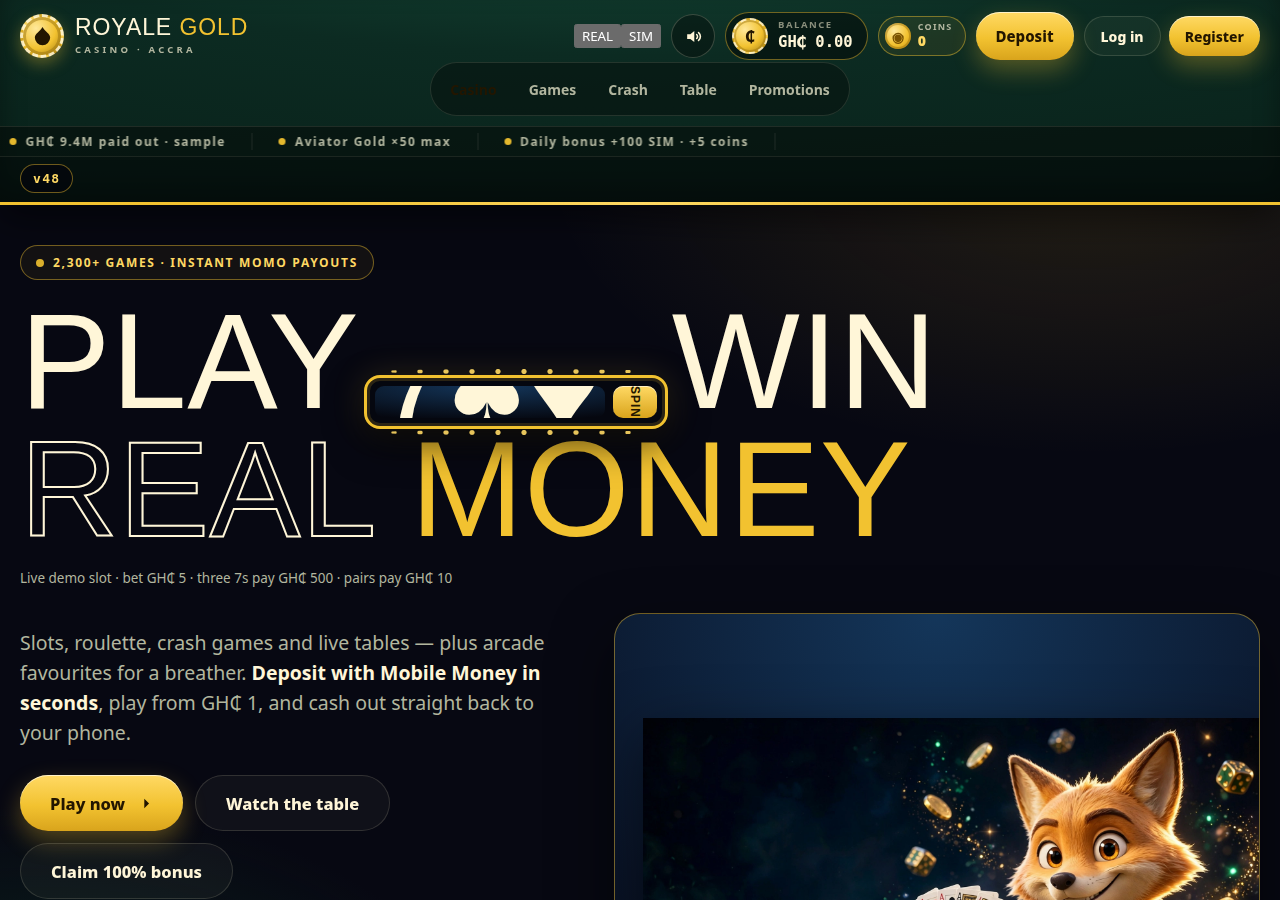 ROYALE GOLD
CASINO · ACCRA
REAL SIM
BALANCE
GH₵ 0.00
COINS
0
Deposit
Log in
Register
Games
Crash
Table
Promotions
GH₵ 9.4M paid out · sample
Aviator Gold ×50 max
Daily bonus +100 SIM · +5 coins
v48
2,300+ GAMES · INSTANT MOMO PAYOUTS
PLAY WIN
SPIN
REAL MONEY
Live demo slot · bet GH₵ 5 · three 7s pay GH₵ 500 · pairs pay GH₵ 10
Slots, roulette, crash games and live tables — plus arcade
favourites for a breather. Deposit with Mobile Money in
seconds, play from GH₵ 1, and cash out straight back to
your phone.
Play now
Watch the table
Claim 100% bonus